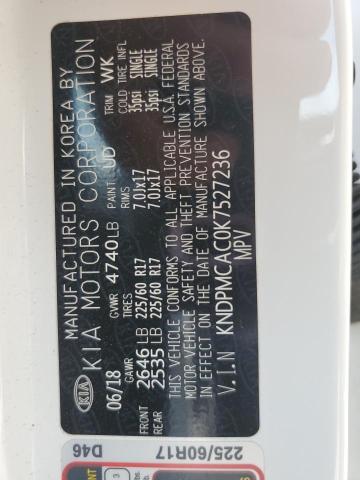 MANUFACTURED IN KOREA BY
KIA MOTORS CORPORATION
KIA
06/18 GVWR 4740LB PAINT UD TRIM WK
GAWR TIRES RIMS COLD TIRE INFL
FRONT 2646LB 225/60 R17 7.0JX17 35psi SINGLE
REAR 2535LB 225/60 R17 7.0JX17 35psi SINGLE
THIS VEHICLE CONFORMS TO ALL APPLICABLE U.S.A. FEDERAL
MOTOR VEHICLE SAFETY AND THEFT PREVENTION STANDARDS
IN EFFECT ON THE DATE OF MANUFACTURE SHOWN ABOVE.
V.I.N KNDPMCAC0K7527236
MPV
D46 225/60R17